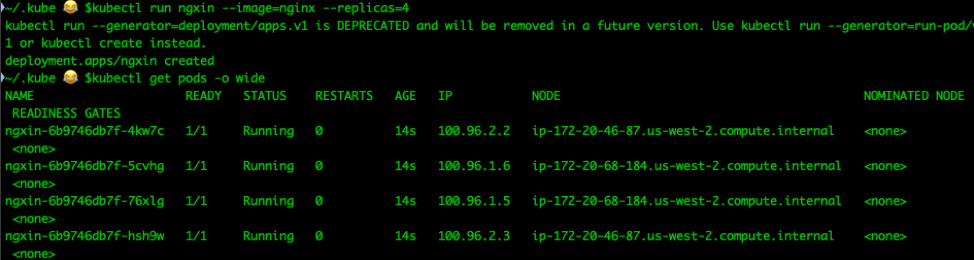 ~/.kube 😂 $kubectl run ngxin --image=nginx --replicas=4
kubectl run --generator=deployment/apps.v1 is DEPRECATED and will be removed in a future version. Use kubectl run --generator=run-pod/v
1 or kubectl create instead.
deployment.apps/ngxin created
~/.kube 😂 $kubectl get pods -o wide
NAME READY STATUS RESTARTS AGE IP NODE NOMINATED NODE
READINESS GATES
ngxin-6b9746db7f-4kw7c 1/1 Running 0 14s 100.96.2.2 ip-172-20-46-87.us-west-2.compute.internal <none>
<none>
ngxin-6b9746db7f-5cvhg 1/1 Running 0 14s 100.96.1.6 ip-172-20-68-184.us-west-2.compute.internal <none>
<none>
ngxin-6b9746db7f-76xlg 1/1 Running 0 14s 100.96.1.5 ip-172-20-68-184.us-west-2.compute.internal <none>
<none>
ngxin-6b9746db7f-hsh9w 1/1 Running 0 14s 100.96.2.3 ip-172-20-46-87.us-west-2.compute.internal <none>
<none>